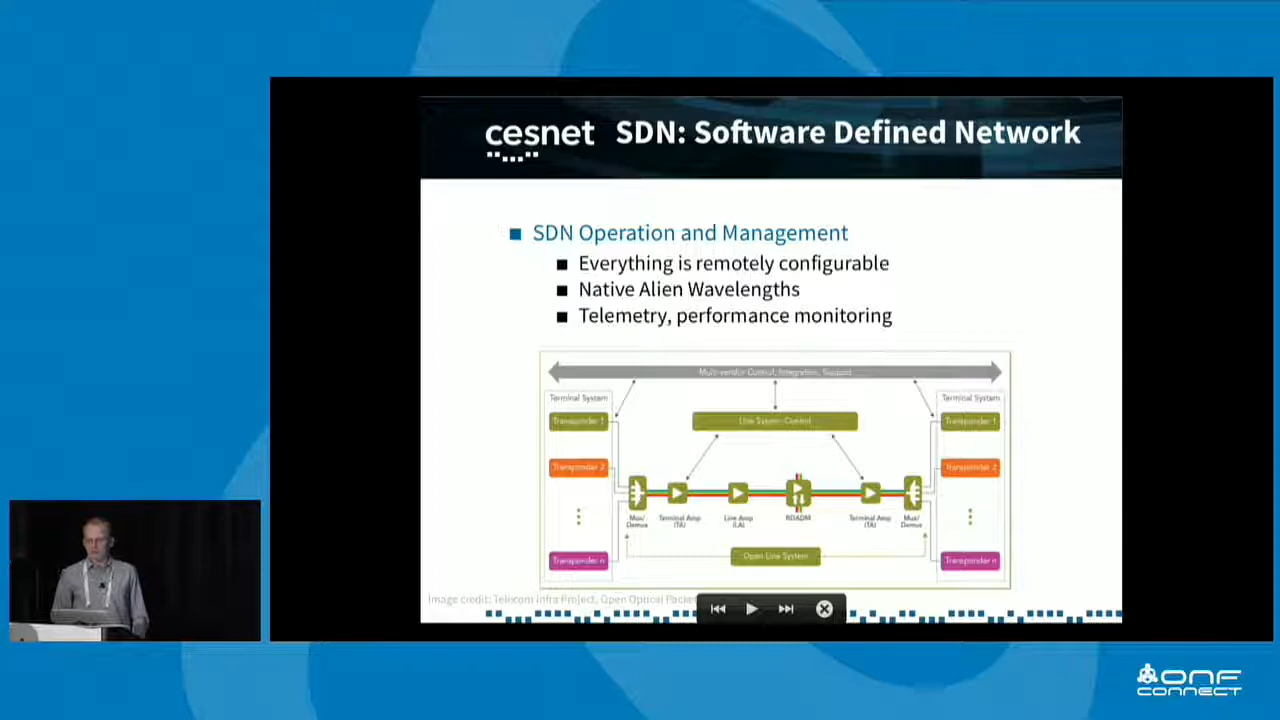 cesnet SDN: Software Defined Network
SDN Operation and Management
Everything is remotely configurable
Native Alien Wavelengths
Telemetry, performance monitoring
Multi-vendor Control, Integration, Support
Terminal System
Terminal System
Transponder 1
Line System Control
Transponder 1
Transponder 2
Transponder 2
Mux/
Demux
Terminal Amp
(TA)
Line Amp
(LA)
ROADM
Terminal Amp
(TA)
Mux/
Demux
Open Line System
Transponder n
Transponder n
Image credit: Telecom Infra Project, Open Optical Packet
ONF
CONNECT